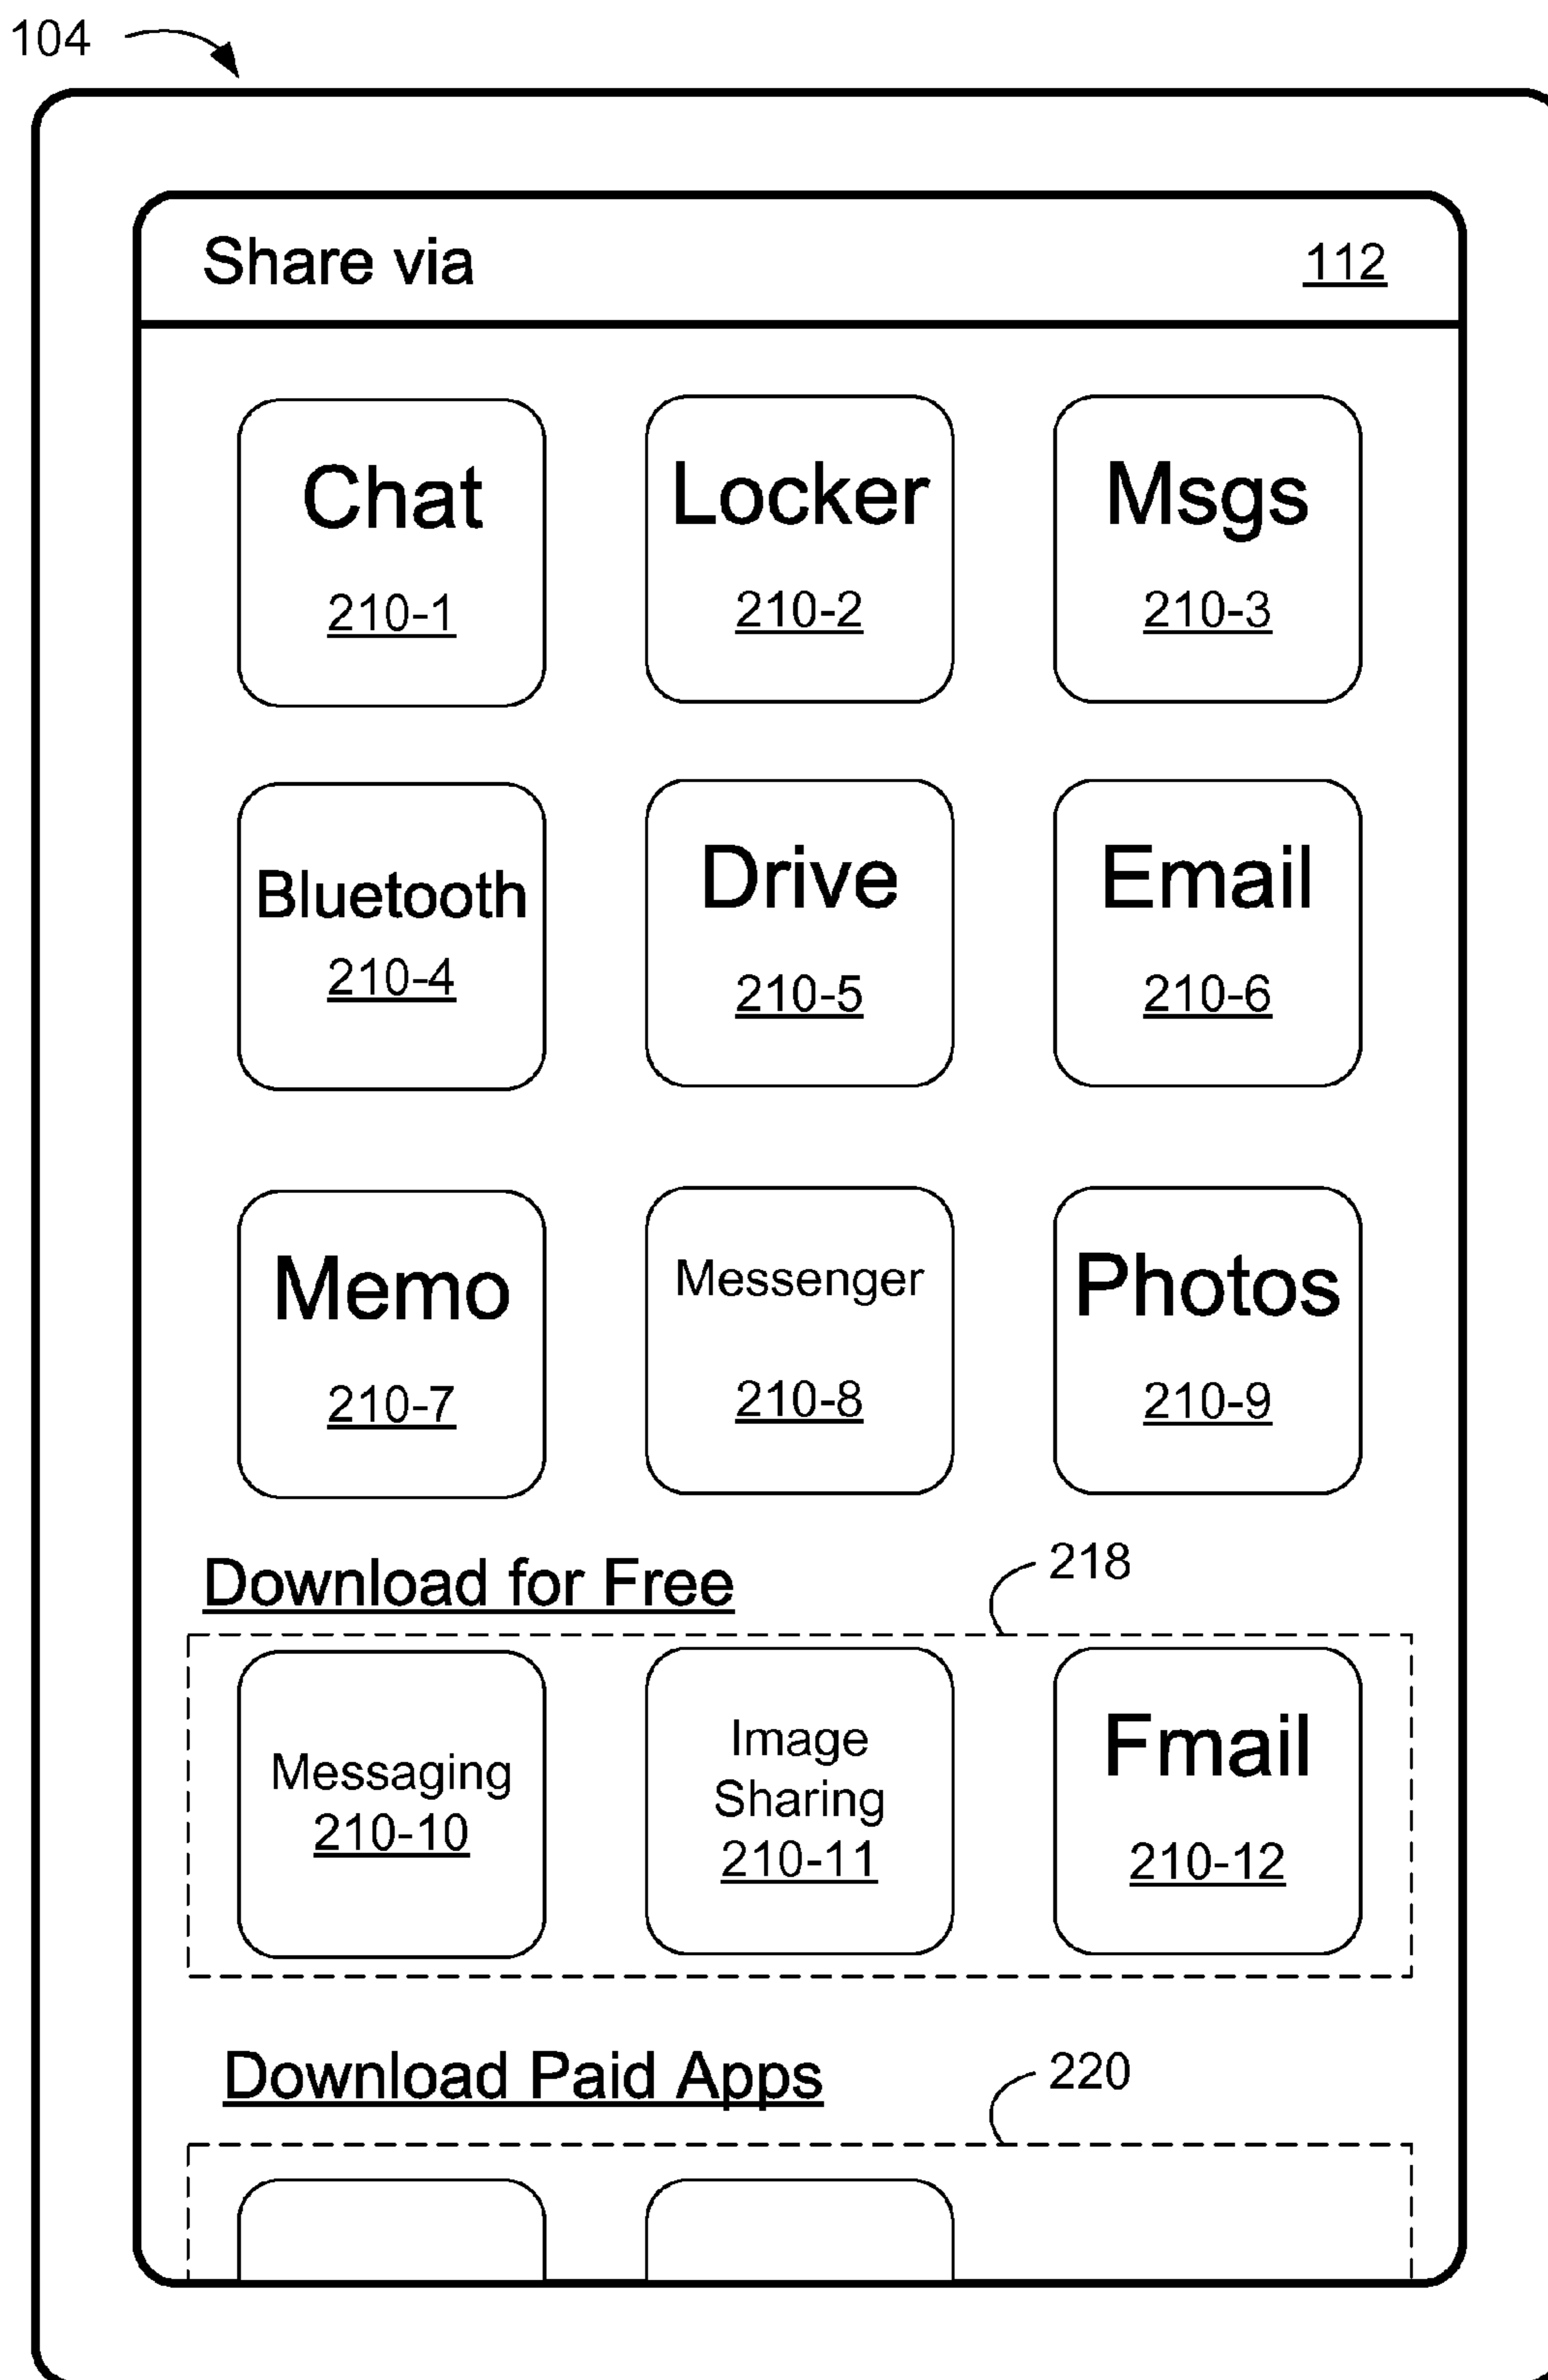 104
Share via 112
Chat Locker Msgs
210-1 210-2 210-3
Bluetooth Drive Email
210-4 210-5 210-6
Memo Messenger Photos
210-7 210-8 210-9
Download for Free 218
Messaging
210-10
Image
Sharing
210-11
Fmail
210-12
Download Paid Apps 220